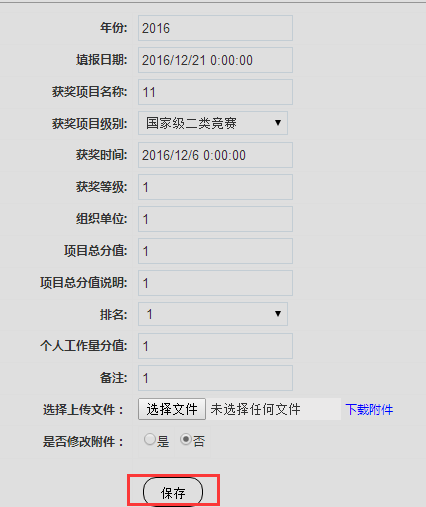 年份: 2016
填报日期: 2016/12/21 0:00:00
获奖项目名称: 11
获奖项目级别: 国家级二类竟赛
获奖时间: 2016/12/6 0:00:00
获奖等级: 1
组织单位: 1
项目总分值: 1
项目总分值说明: 1
排名: 1
个人工作量分值: 1
备注: 1
选择上传文件： 选择文件 未选择任何文件 下载附件
是否修改附件： 是 否
保存